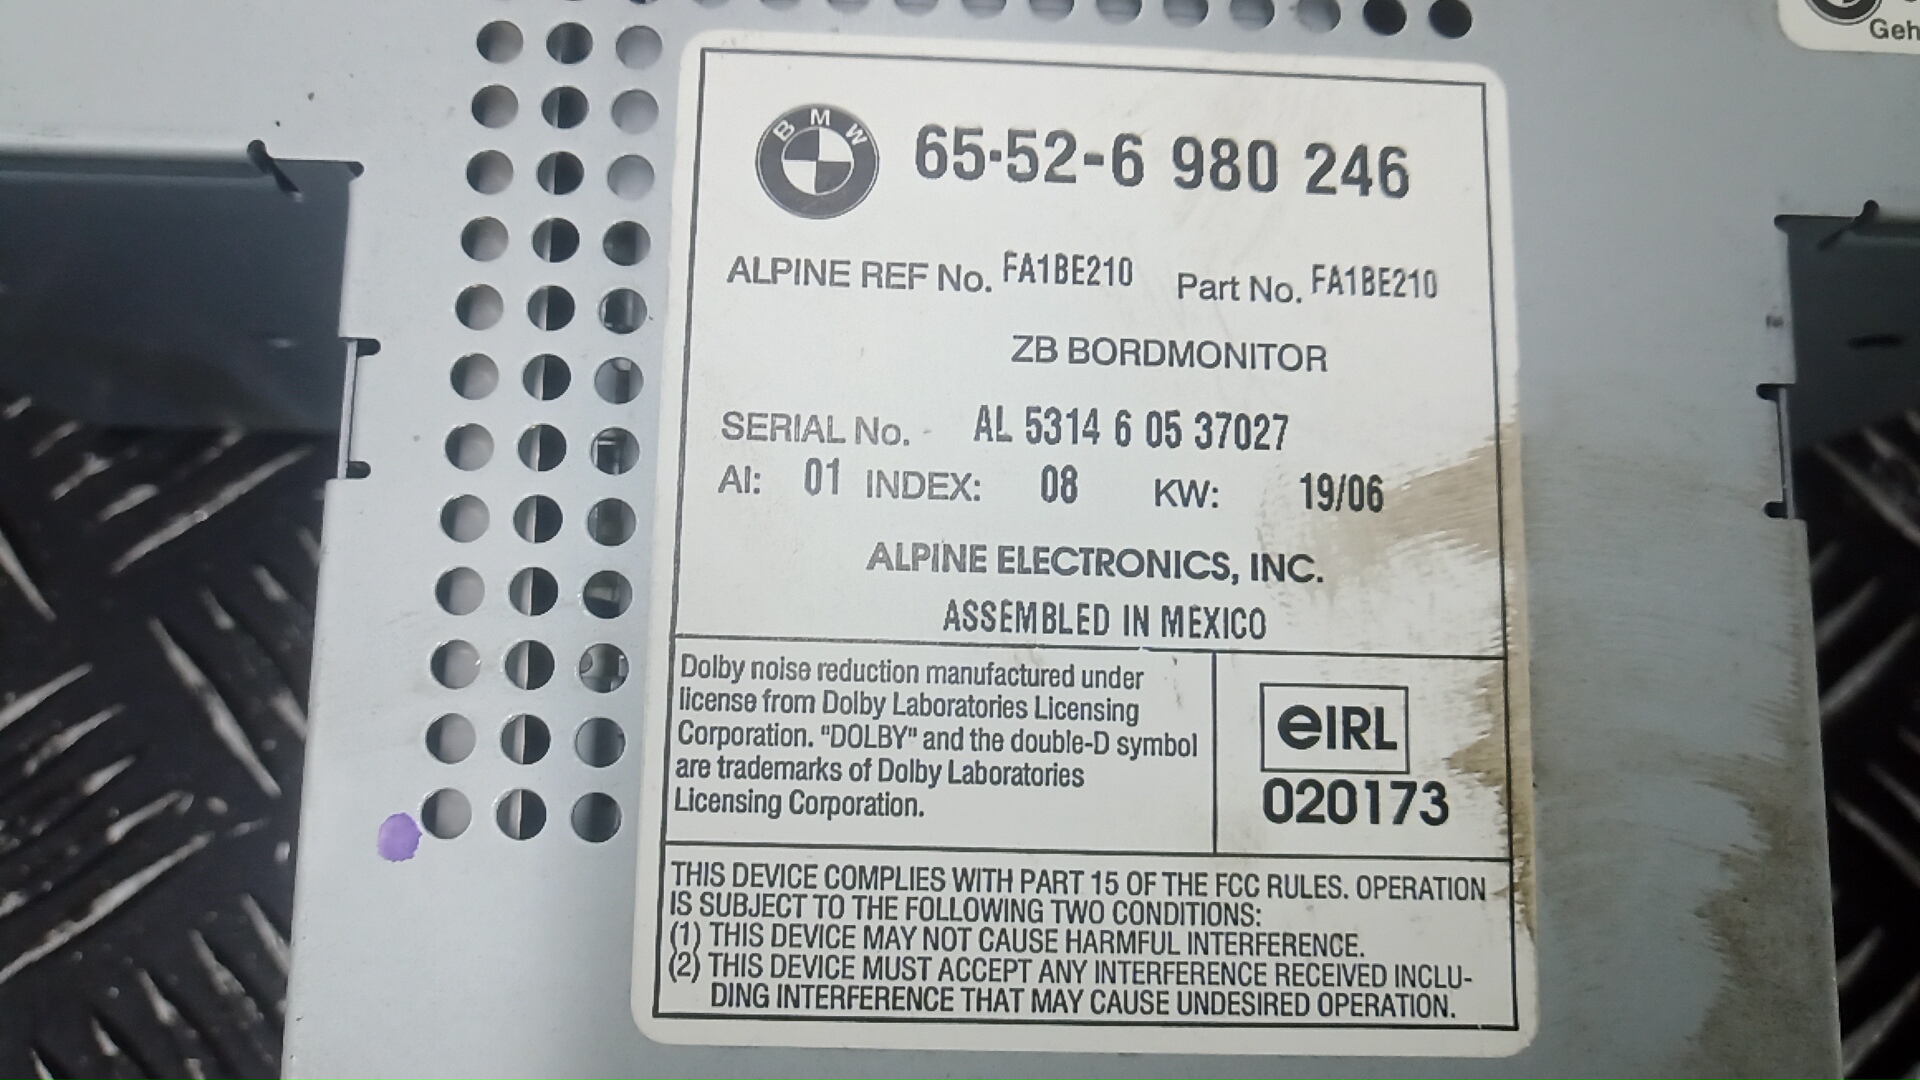 Geh
BMW 65-52-6 980 246
ALPINE REF No. FA1BE210 Part No. FA1BE210
ZB BORDMONITOR
SERIAL No. AL 5314 6 05 37027
AI: 01 INDEX: 08 KW: 19/06
ALPINE ELECTRONICS, INC.
ASSEMBLED IN MEXICO
Dolby noise reduction manufactured under
license from Dolby Laboratories Licensing
Corporation. "DOLBY" and the double-D symbol
are trademarks of Dolby Laboratories
Licensing Corporation.
eIRL
020173
THIS DEVICE COMPLIES WITH PART 15 OF THE FCC RULES. OPERATION
IS SUBJECT TO THE FOLLOWING TWO CONDITIONS:
(1) THIS DEVICE MAY NOT CAUSE HARMFUL INTERFERENCE.
(2) THIS DEVICE MUST ACCEPT ANY INTERFERENCE RECEIVED INCLU-
DING INTERFERENCE THAT MAY CAUSE UNDESIRED OPERATION.